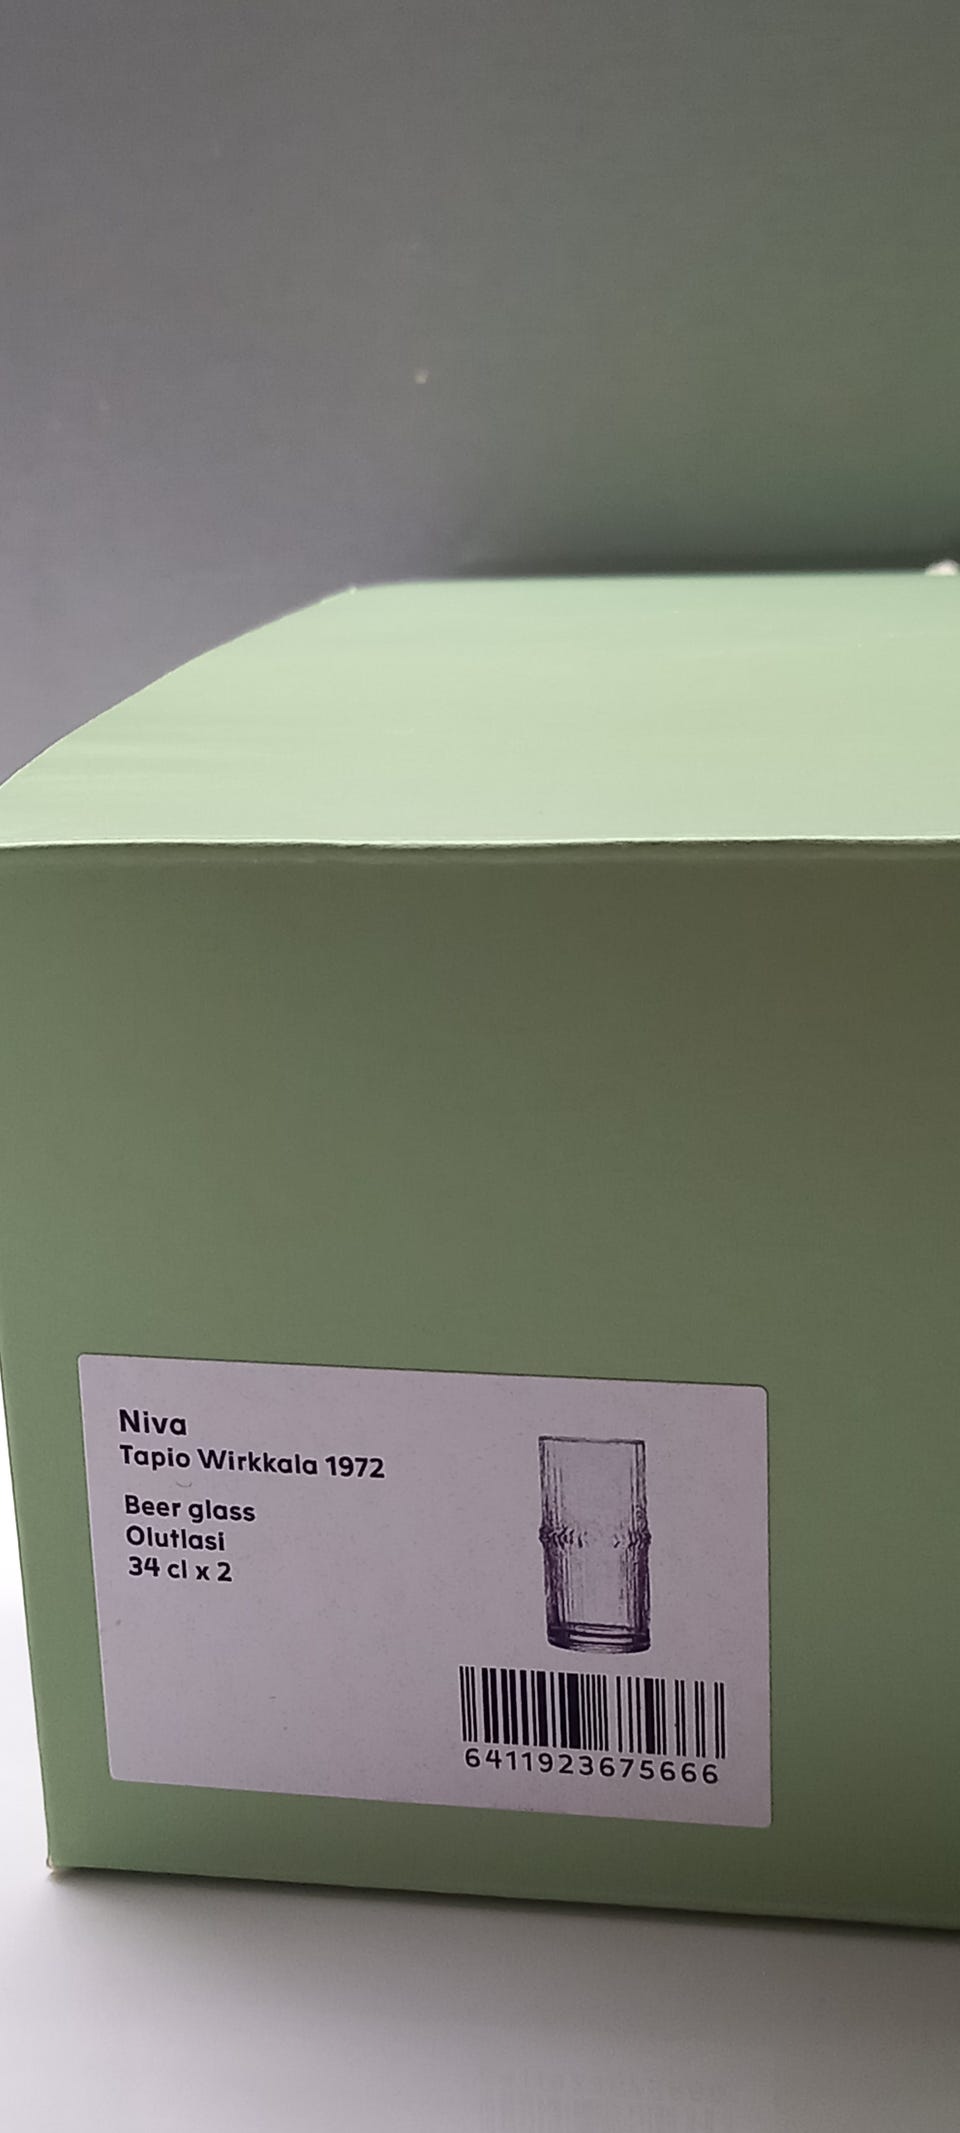 Niva
Tapio Wirkkala 1972
Beer glass
Olutlasi
34 cl x 2
6411923675666